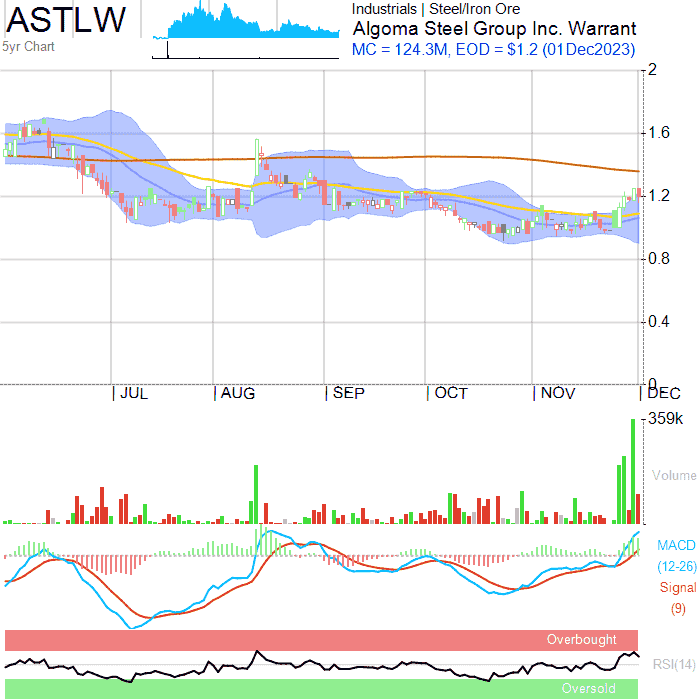 ASTLW
5yr Chart
Industrials | Steel/Iron Ore
Algoma Steel Group Inc. Warrant
MC = 124.3M, EOD = $1.2 (01Dec2023)
2
1.6
1.2
0.8
0.4
0
JUL AUG SEP OCT NOV DEC
359k
Volume
MACD
(12-26)
Signal
(9)
Overbought
RSI(14)
Oversold